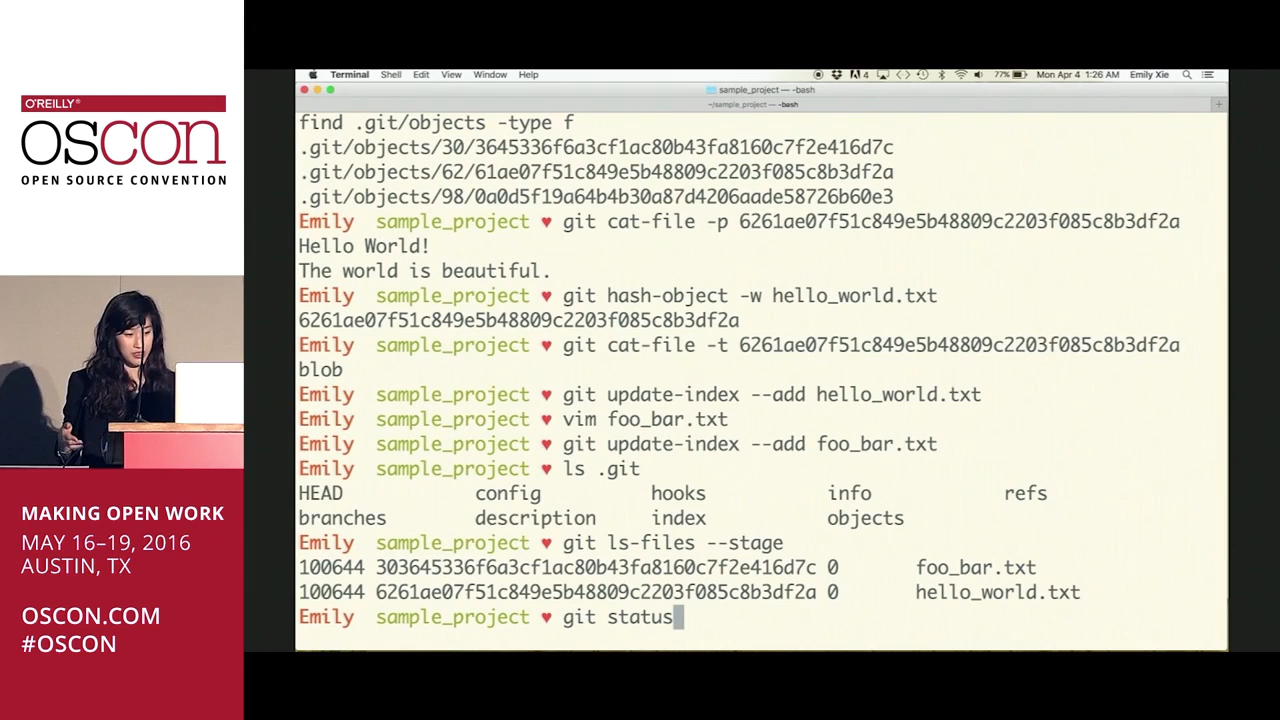 O'REILLY®
OSCON
OPEN SOURCE CONVENTION
MAKING OPEN WORK
MAY 16–19, 2016
AUSTIN, TX
OSCON.COM
#OSCON
Terminal Shell Edit View Window Help 4 77% Mon Apr 4 1:26 AM Emily Xie
sample_project — -bash
~/sample_project — -bash +
find .git/objects -type f
.git/objects/30/3645336f6a3cf1ac80b43fa8160c7f2e416d7c
.git/objects/62/61ae07f51c849e5b48809c2203f085c8b3df2a
.git/objects/98/0a0d5f19a64b4b30a87d4206aade58726b60e3
Emily sample_project ♥ git cat-file -p 6261ae07f51c849e5b48809c2203f085c8b3df2a
Hello World!
The world is beautiful.
Emily sample_project ♥ git hash-object -w hello_world.txt
6261ae07f51c849e5b48809c2203f085c8b3df2a
Emily sample_project ♥ git cat-file -t 6261ae07f51c849e5b48809c2203f085c8b3df2a
blob
Emily sample_project ♥ git update-index --add hello_world.txt
Emily sample_project ♥ vim foo_bar.txt
Emily sample_project ♥ git update-index --add foo_bar.txt
Emily sample_project ♥ ls .git
HEAD config hooks info refs
branches description index objects
Emily sample_project ♥ git ls-files --stage
100644 303645336f6a3cf1ac80b43fa8160c7f2e416d7c 0 foo_bar.txt
100644 6261ae07f51c849e5b48809c2203f085c8b3df2a 0 hello_world.txt
Emily sample_project ♥ git status